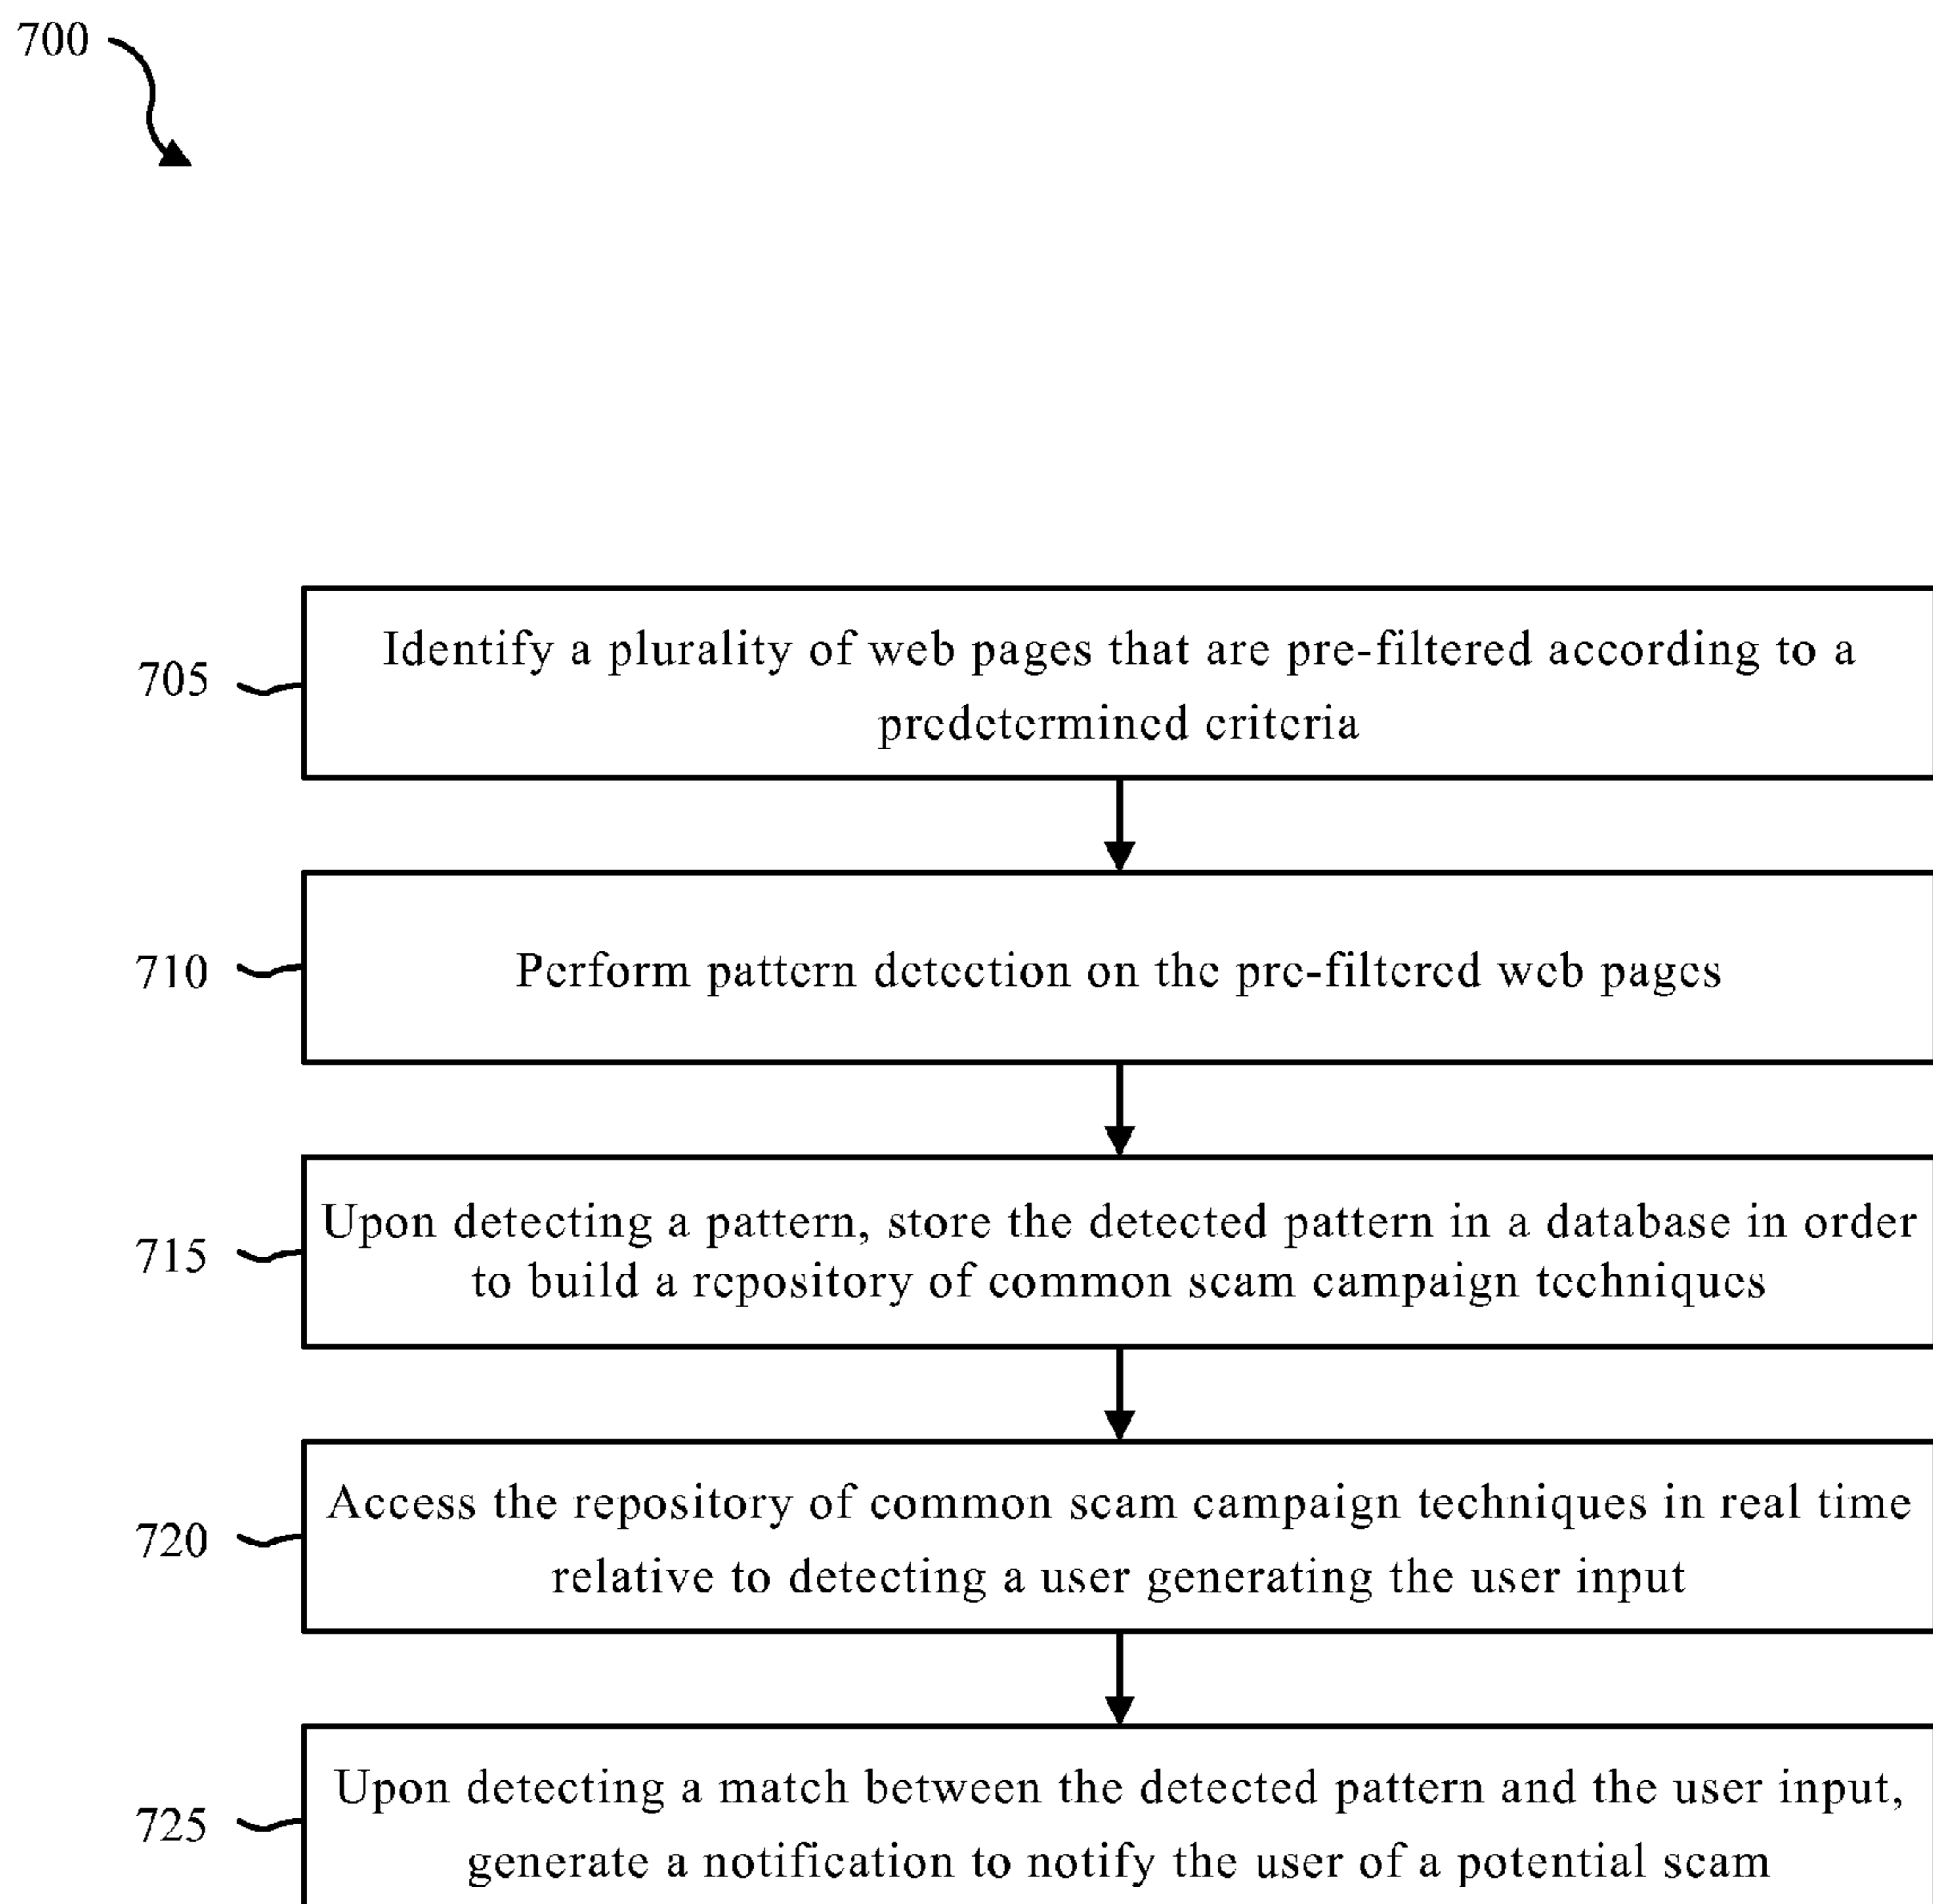 700
705
Identify a plurality of web pages that are pre-filtered according to a
predetermined criteria
710
Perform pattern detection on the pre-filtered web pages
715
Upon detecting a pattern, store the detected pattern in a database in order
to build a repository of common scam campaign techniques
720
Access the repository of common scam campaign techniques in real time
relative to detecting a user generating the user input
725
Upon detecting a match between the detected pattern and the user input,
generate a notification to notify the user of a potential scam